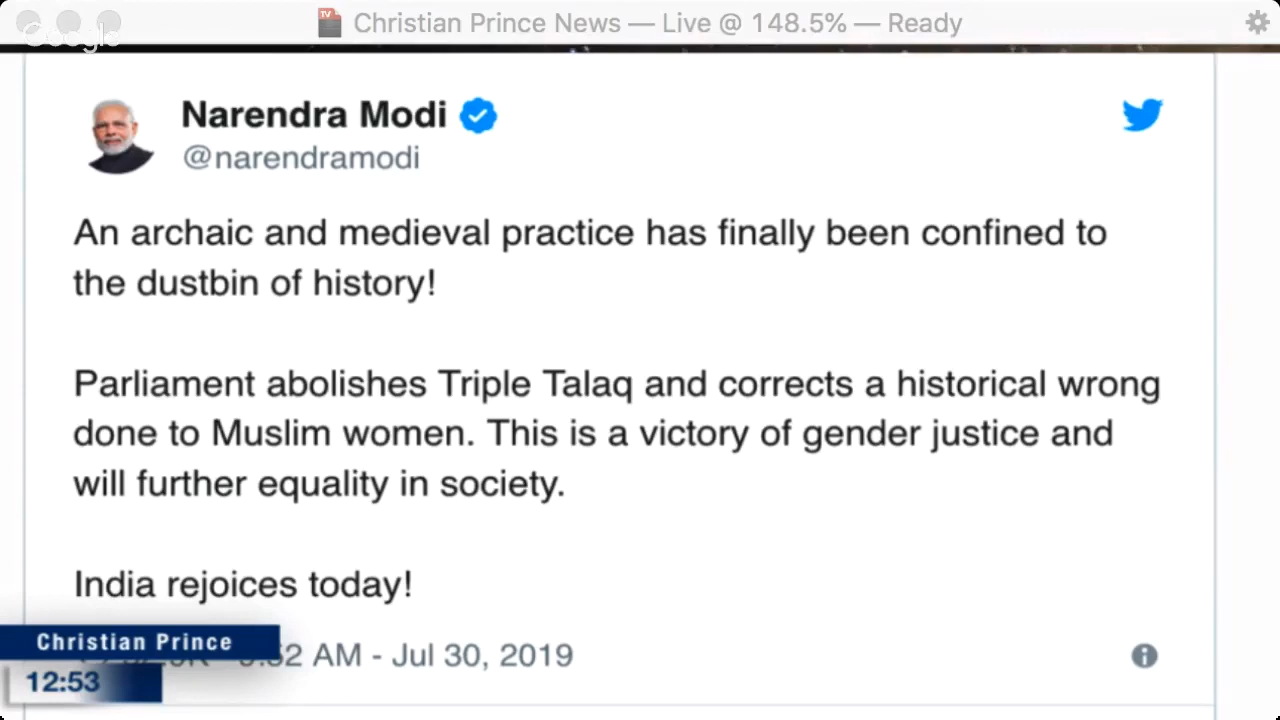 Christian Prince News — Live @ 148.5% — Ready
Google
Narendra Modi
@narendramodi
An archaic and medieval practice has finally been confined to
the dustbin of history!
Parliament abolishes Triple Talaq and corrects a historical wrong
done to Muslim women. This is a victory of gender justice and
will further equality in society.
India rejoices today!
Christian Prince
AM - Jul 30, 2019
12:53